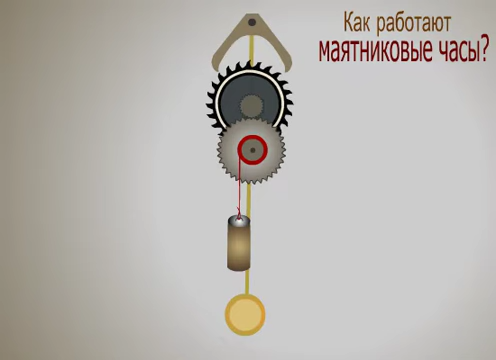 Как работают
маятниковые часы?